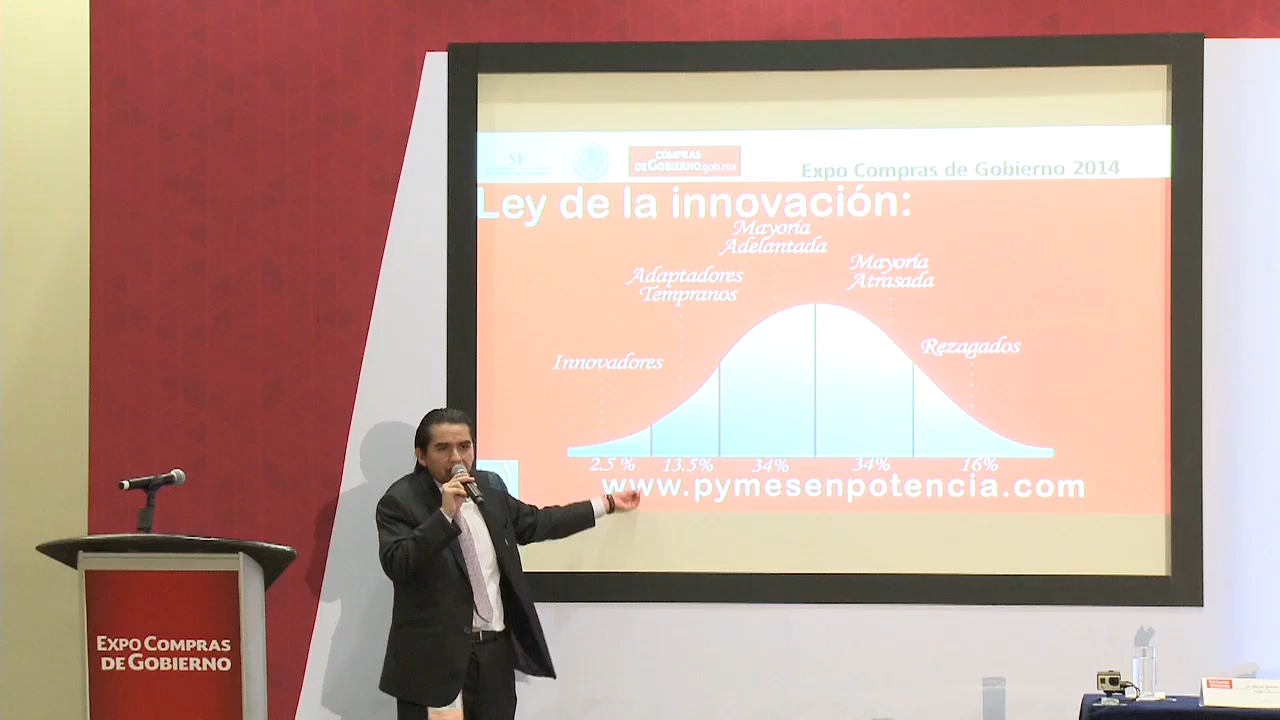 SE
COMPRAS
DE GOBIERNO gob.mx
Expo Compras de Gobierno 2014
Ley de la innovación:
Mayoría
Adelantada
Mayoría
Atrasada
Adaptadores
Tempranos
Rezagados
Innovadores
2.5 % 13.5% 34% 34% 16%
www.pymesenpotencia.com
EXPO COMPRAS
DE GOBIERNO